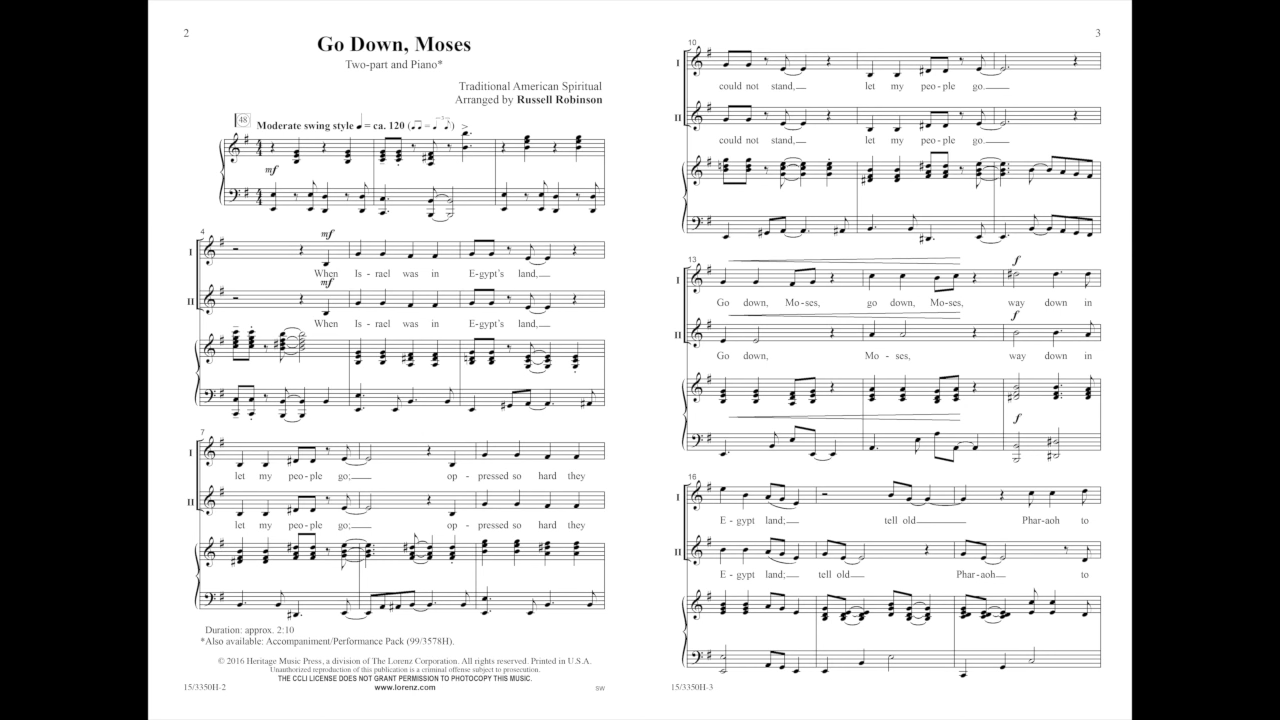 2
Go Down, Moses
Two-part and Piano*
Traditional American Spiritual
Arranged by Russell Robinson
48
Moderate swing style ♩ = ca. 120 (♫ = ♩ ♪)
3
mf
4
I
mf
When Is - rael was in E - gypt's land,
II
mf
When Is - rael was in E - gypt's land,
7
I
let my peo - ple go; op - pressed so hard they
II
let my peo - ple go; op - pressed so hard they
Duration: approx. 2:10
*Also available: Accompaniment/Performance Pack (99/3578H).
© 2016 Heritage Music Press, a division of The Lorenz Corporation. All rights reserved. Printed in U.S.A.
Unauthorized reproduction of this publication is a criminal offense subject to prosecution.
THE CCLI LICENSE DOES NOT GRANT PERMISSION TO PHOTOCOPY THIS MUSIC.
www.lorenz.com
15/3350H-2
sw
3
10
I
could not stand, let my peo - ple go.
II
could not stand, let my peo - ple go.
13
I
f
Go down, Mo - ses, go down, Mo - ses, way down in
II
f
Go down, Mo - ses, way down in
f
16
I
E - gypt land; tell old Phar - aoh to
II
E - gypt land; tell old Phar - aoh to
15/3350H-3